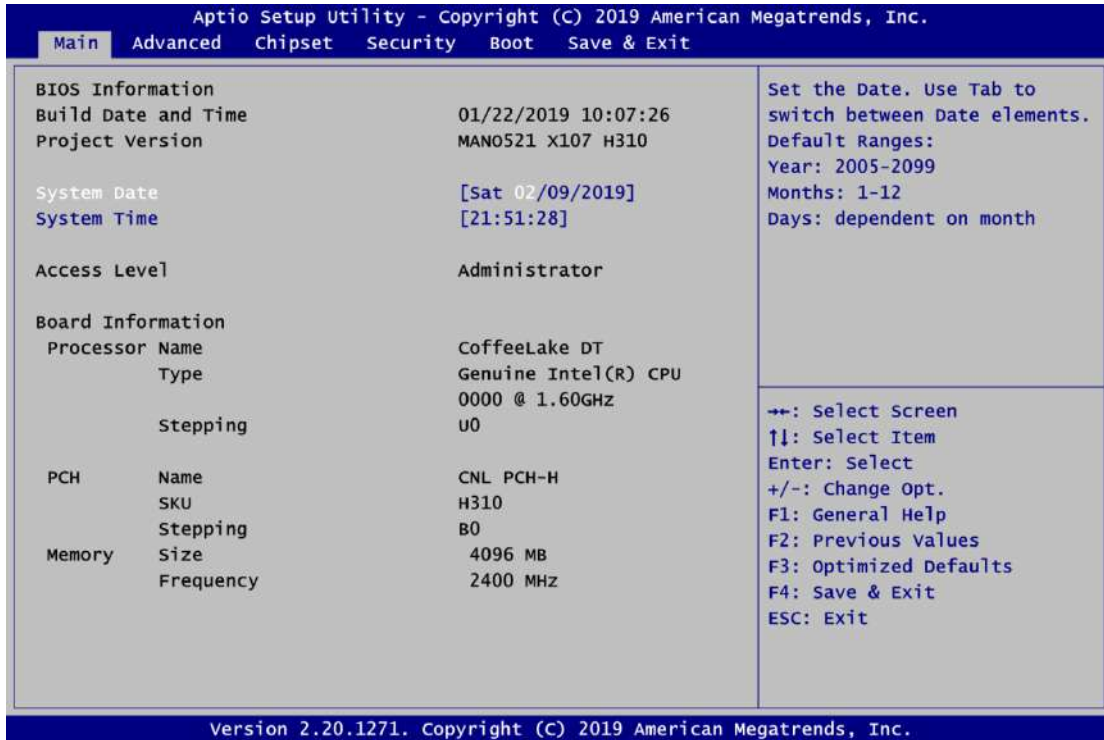 Aptio Setup Utility - Copyright (C) 2019 American Megatrends, Inc.
Main Advanced Chipset Security Boot Save & Exit
BIOS Information
Build Date and Time 01/22/2019 10:07:26
Project Version MANO521 X107 H310
System Date [Sat 02/09/2019]
System Time [21:51:28]
Access Level Administrator
Board Information
Processor Name CoffeeLake DT
Type Genuine Intel(R) CPU
0000 @ 1.60GHz
Stepping U0
PCH Name CNL PCH-H
SKU H310
Stepping B0
Memory Size 4096 MB
Frequency 2400 MHz
Set the Date. Use Tab to
switch between Date elements.
Default Ranges:
Year: 2005-2099
Months: 1-12
Days: dependent on month
→←: Select Screen
↑↓: Select Item
Enter: Select
+/-: Change Opt.
F1: General Help
F2: Previous Values
F3: Optimized Defaults
F4: Save & Exit
ESC: Exit
Version 2.20.1271. Copyright (C) 2019 American Megatrends, Inc.